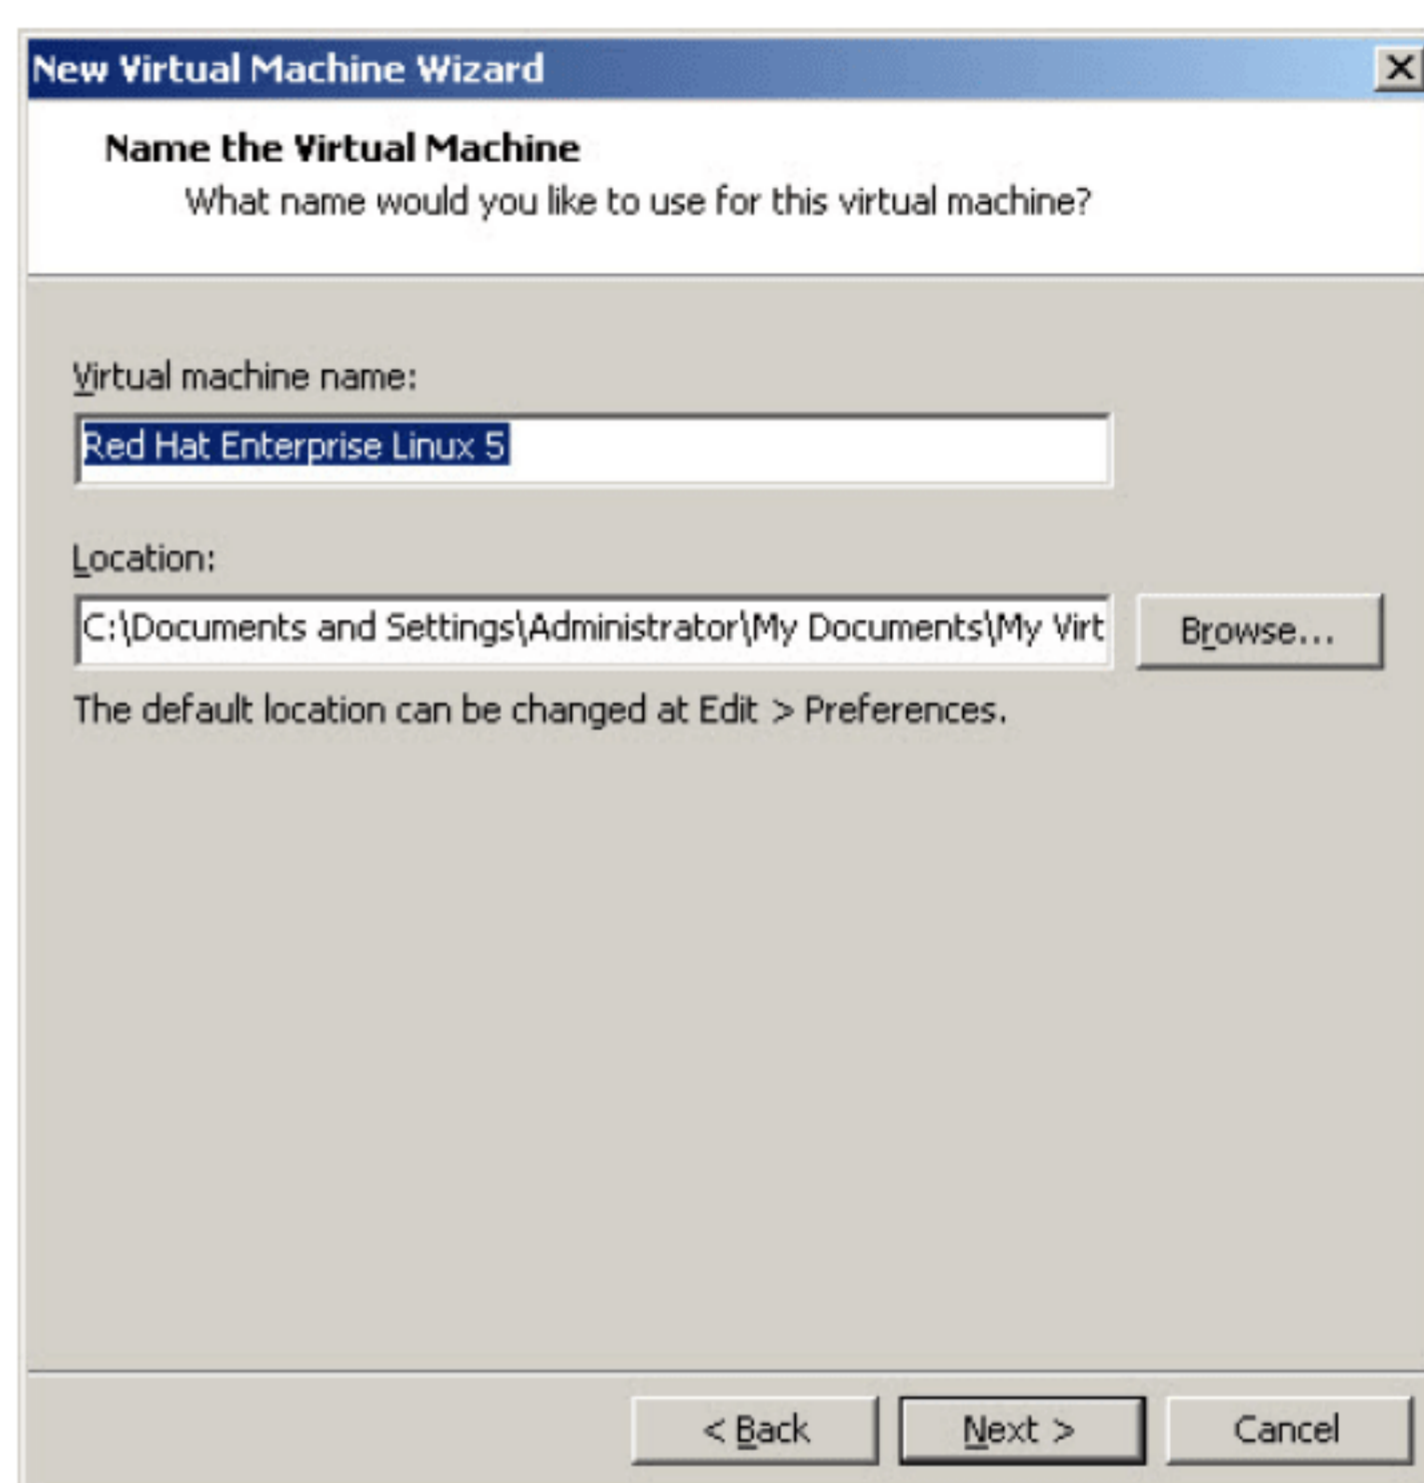 New Virtual Machine Wizard
Name the Virtual Machine
What name would you like to use for this virtual machine?
Virtual machine name:
Red Hat Enterprise Linux 5
Location:
C:\Documents and Settings\Administrator\My Documents\My Virt
Browse...
The default location can be changed at Edit > Preferences.
< Back
Next >
Cancel